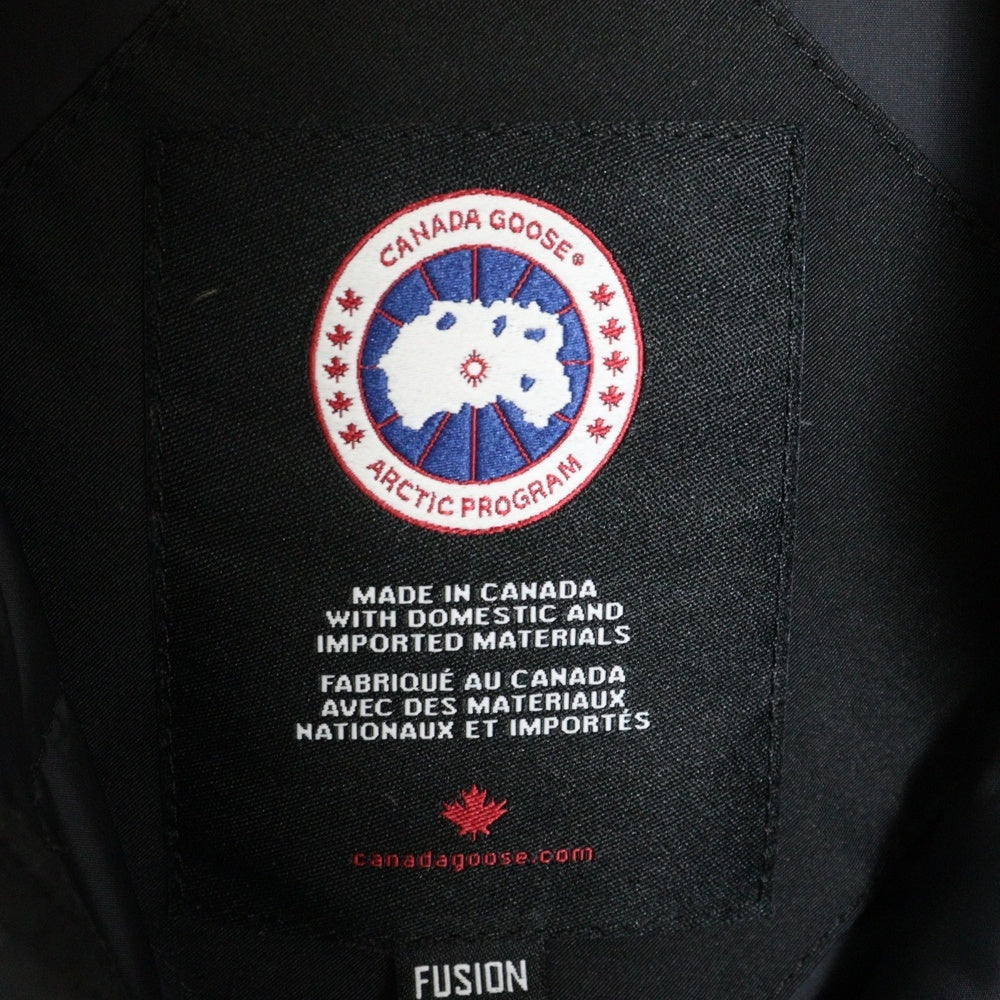 CANADA GOOSE®
ARCTIC PROGRAM
MADE IN CANADA
WITH DOMESTIC AND
IMPORTED MATERIALS
FABRIQUÉ AU CANADA
AVEC DES MATERIAUX
NATIONAUX ET IMPORTÉS
canadagoose.com
FUSION